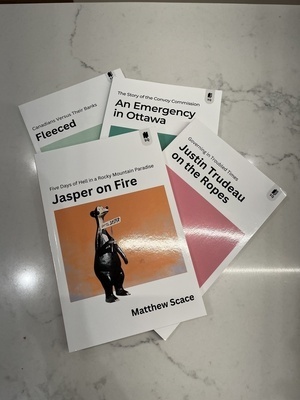 Canadians Versus Their Banks
Fleeced
The Story of the Convoy Commission
An Emergency
in Ottawa
Governing in Troubled Times
Justin Trudeau
on the Ropes
Five Days of Hell in a Rocky Mountain Paradise
Jasper on Fire
Matthew Scace